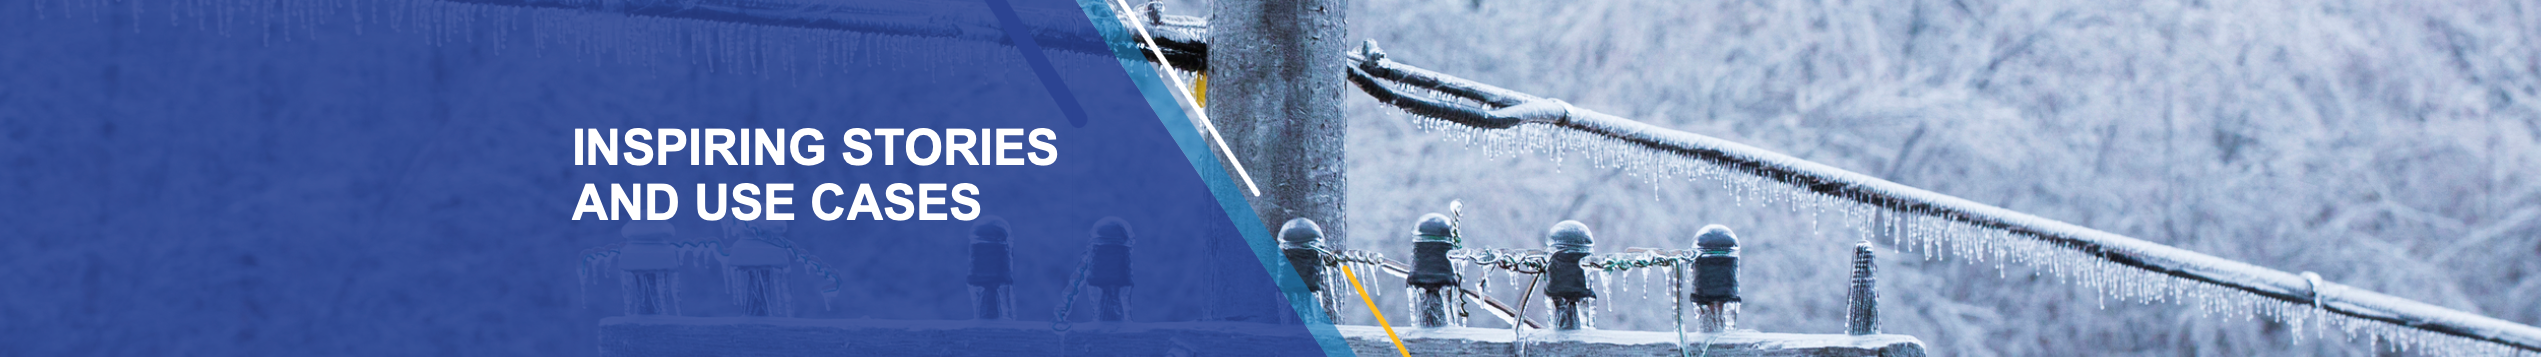 INSPIRING STORIES
AND USE CASES